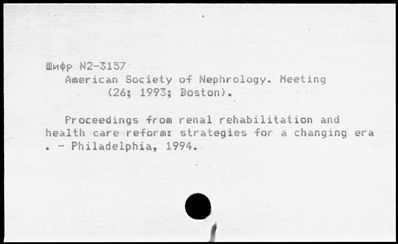 Шифр N2-3157
American Society of Nephrology. Meeting
(26; 1993; Boston).
Proceedings from renal rehabilitation and
health care reform: strategies for a changing era
. - Philadelphia, 1994.